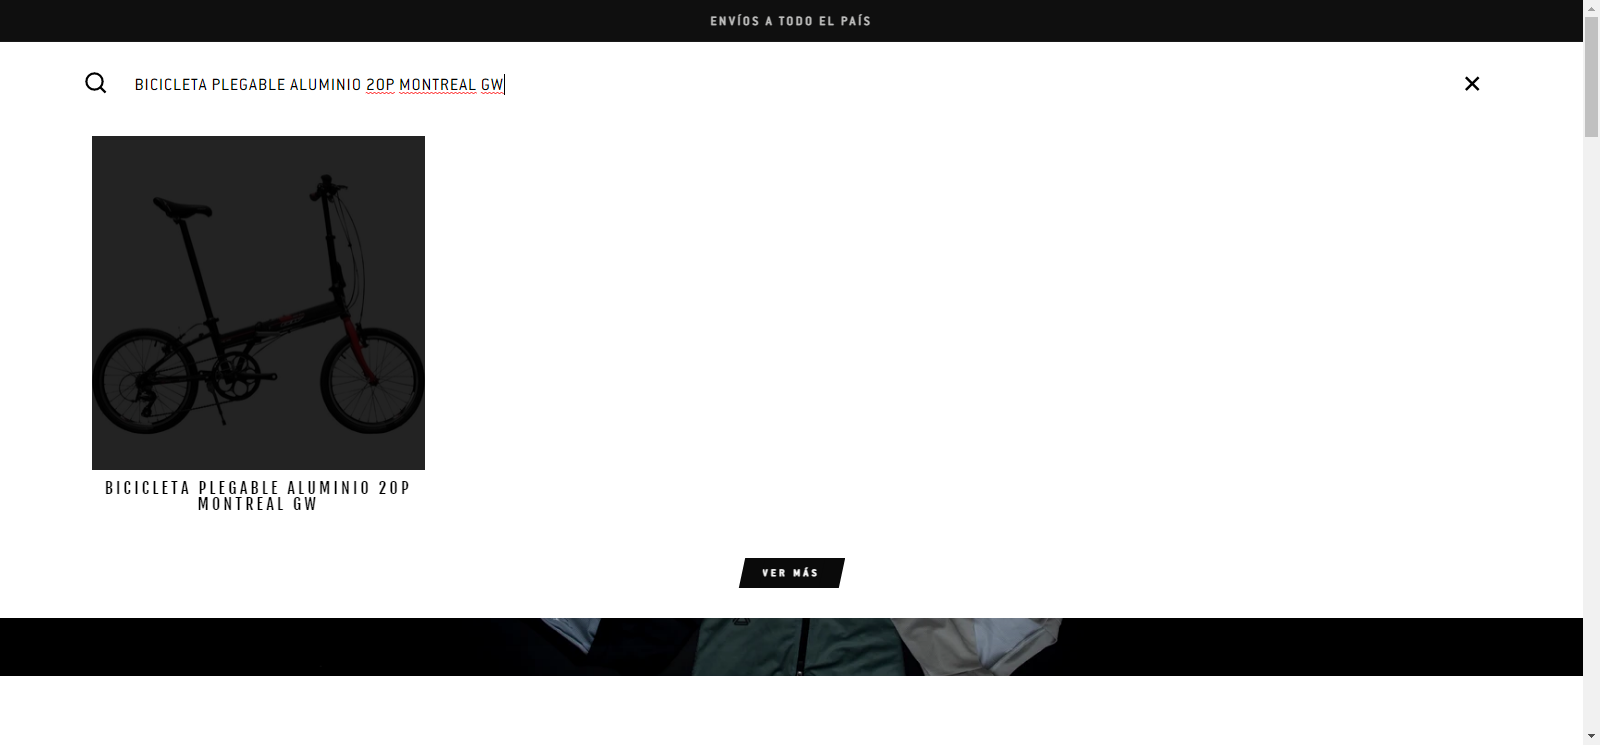 ENVÍOS A TODO EL PAÍS
BICICLETA PLEGABLE ALUMINIO 20P MONTREAL GW
BICICLETA PLEGABLE ALUMINIO 20P
MONTREAL GW
VER MÁS